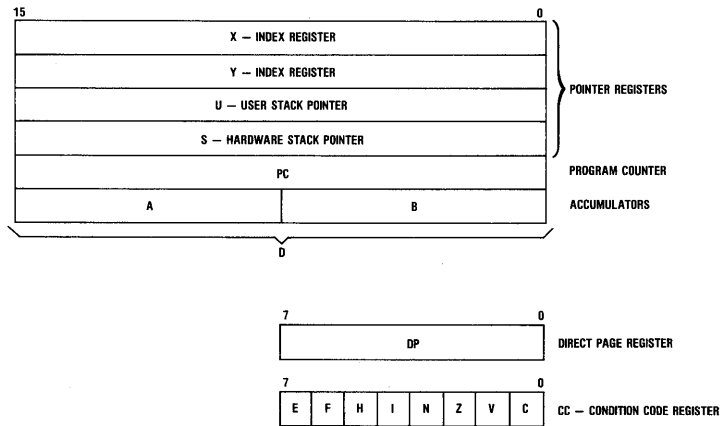 15 0
X — INDEX REGISTER
Y — INDEX REGISTER
U — USER STACK POINTER
S — HARDWARE STACK POINTER
POINTER REGISTERS
PC
PROGRAM COUNTER
A B
ACCUMULATORS
D
7 0
DP
DIRECT PAGE REGISTER
7 0
E F H I N Z V C
CC — CONDITION CODE REGISTER